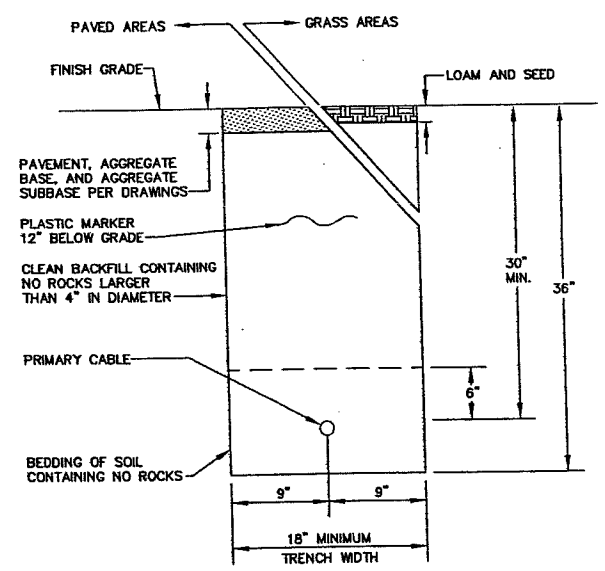 PAVED AREAS
GRASS AREAS
FINISH GRADE
LOAM AND SEED
PAVEMENT, AGGREGATE
BASE, AND AGGREGATE
SUBBASE PER DRAWINGS
PLASTIC MARKER
12" BELOW GRADE
CLEAN BACKFILL CONTAINING
NO ROCKS LARGER
THAN 4" IN DIAMETER
30"
MIN.
36"
PRIMARY CABLE
6"
BEDDING OF SOIL
CONTAINING NO ROCKS
9"
9"
18" MINIMUM
TRENCH WIDTH